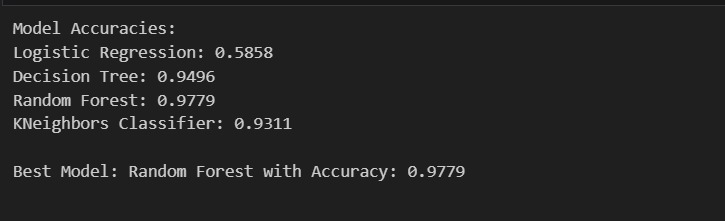 Model Accuracies:
Logistic Regression: 0.5858
Decision Tree: 0.9496
Random Forest: 0.9779
KNeighbors Classifier: 0.9311
Best Model: Random Forest with Accuracy: 0.9779